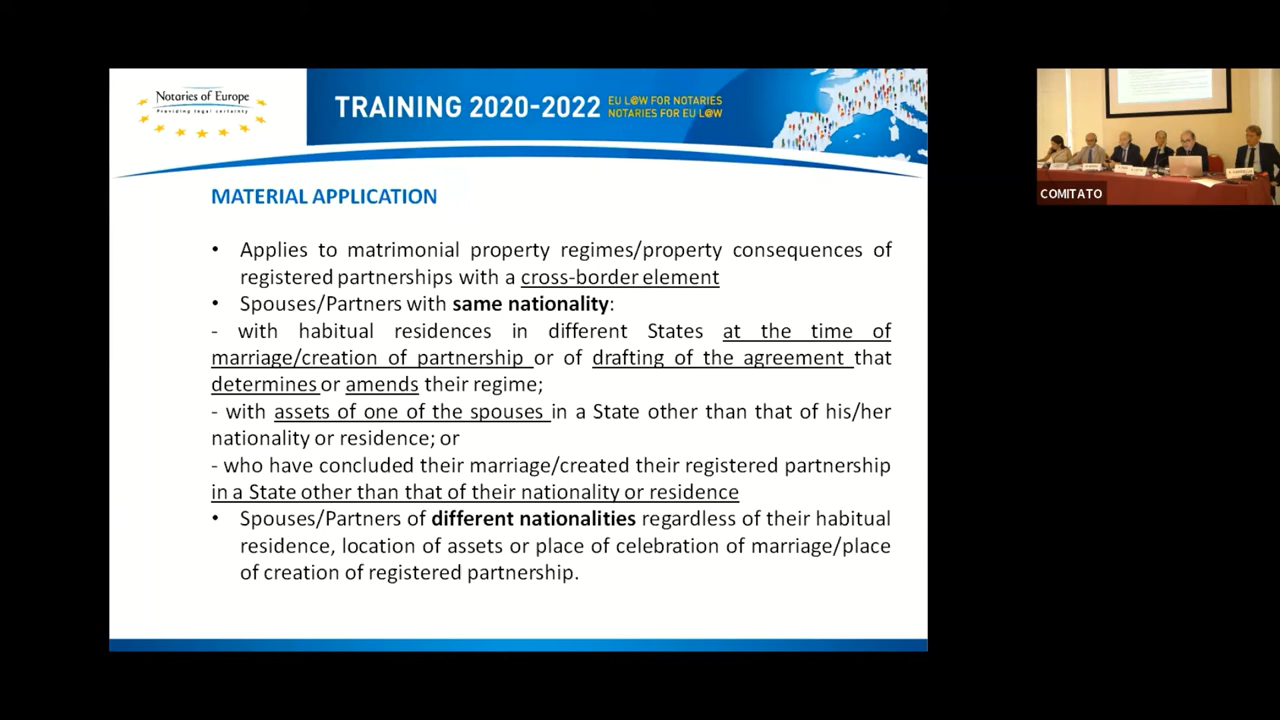 Notaries of Europe
Providing legal certainty
TRAINING 2020-2022
EU L@W FOR NOTARIES
NOTARIES FOR EU L@W
MATERIAL APPLICATION
• Applies to matrimonial property regimes/property consequences of
registered partnerships with a cross-border element
• Spouses/Partners with same nationality:
- with habitual residences in different States at the time of
marriage/creation of partnership or of drafting of the agreement that
determines or amends their regime;
- with assets of one of the spouses in a State other than that of his/her
nationality or residence; or
- who have concluded their marriage/created their registered partnership
in a State other than that of their nationality or residence
• Spouses/Partners of different nationalities regardless of their habitual
residence, location of assets or place of celebration of marriage/place
of creation of registered partnership.
COMITATO